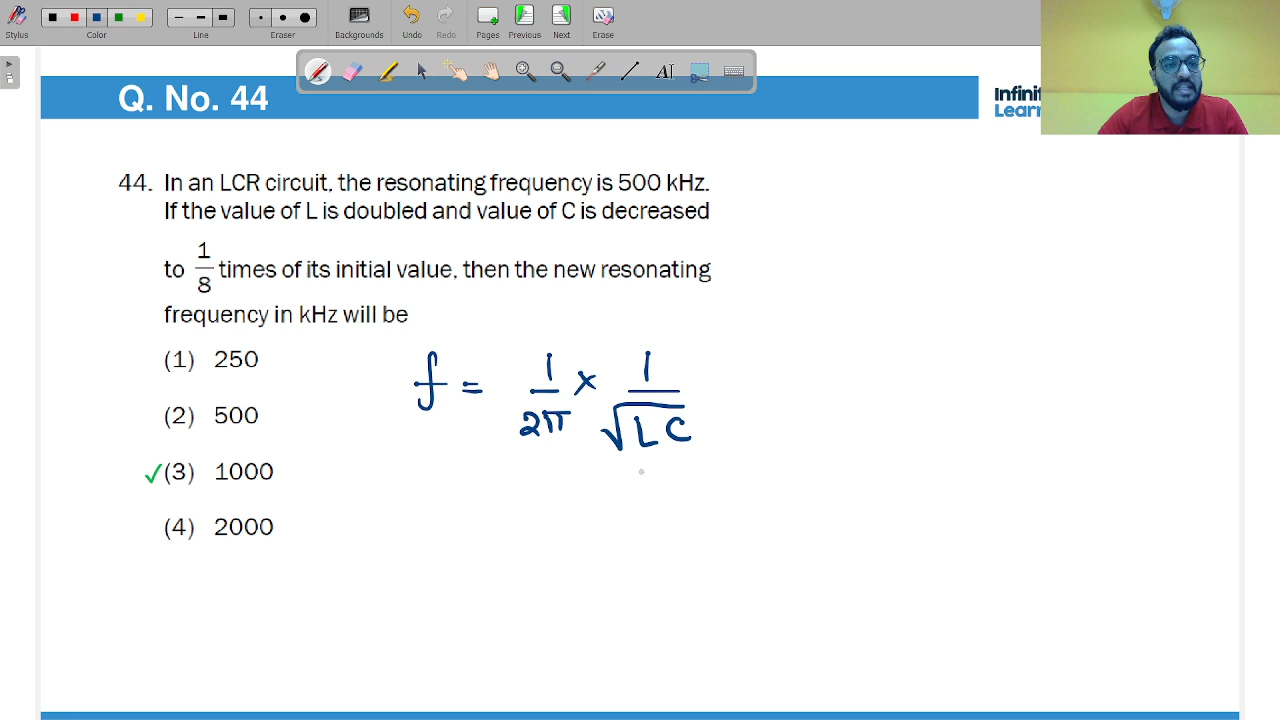 Stylus
Color
Line
Eraser
Backgrounds
Undo
Redo
Pages
Previous
Next
Erase
Q. No. 44
Infinit
Learn
44. In an LCR circuit, the resonating frequency is 500 kHz.
If the value of L is doubled and value of C is decreased
to 1/8 times of its initial value, then the new resonating
frequency in kHz will be
(1) 250
(2) 500
✓(3) 1000
(4) 2000
f = 1/2π × 1/√LC